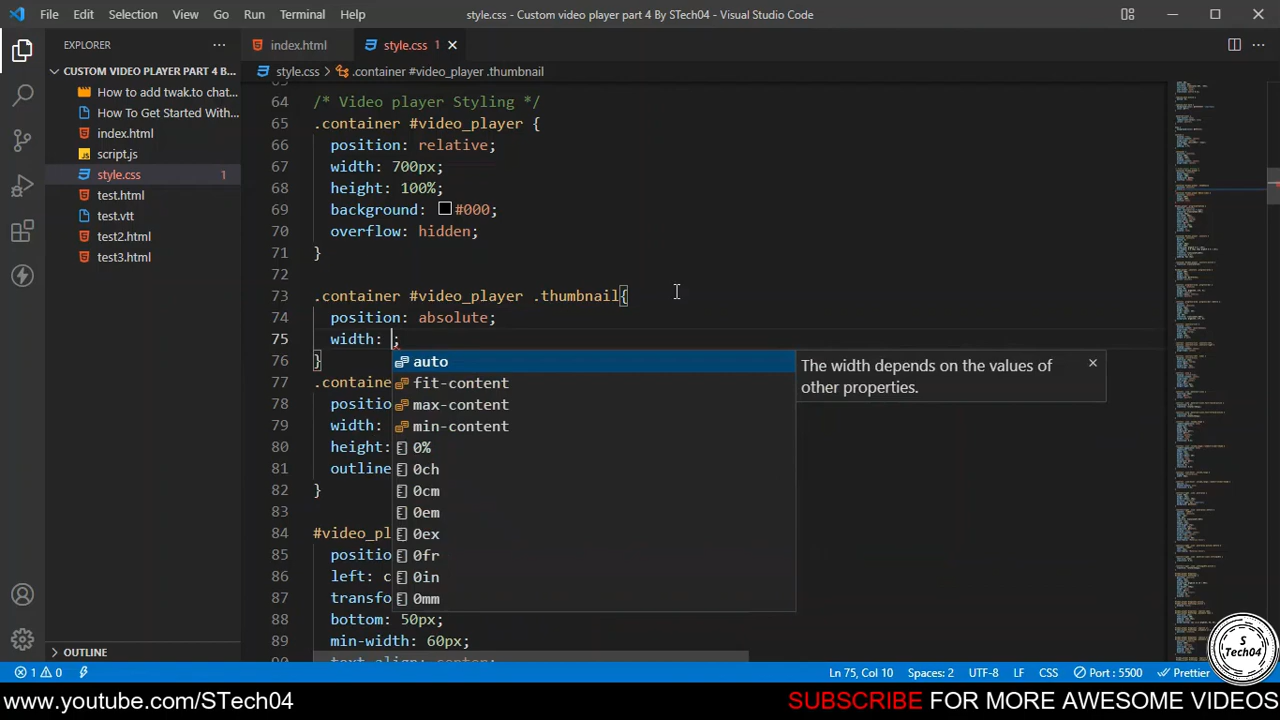 File Edit Selection View Go Run Terminal Help
style.css - Custom video player part 4 By STech04 - Visual Studio Code
EXPLORER
index.html
style.css 1
CUSTOM VIDEO PLAYER PART 4 B...
How to add twak.to chat...
How To Get Started With...
index.html
script.js
style.css 1
test.html
test.vtt
test2.html
test3.html
OUTLINE
style.css > .container #video_player .thumbnail
64 /* Video player Styling */
65 .container #video_player {
66 position: relative;
67 width: 700px;
68 height: 100%;
69 background: #000;
70 overflow: hidden;
71 }
72
73 .container #video_player .thumbnail{
74 position: absolute;
75 width: ;
76 }
77 .containe
78 positio
79 width:
80 height:
81 outline
82 }
83
84 #video_pl
85 positio
86 left: c
87 transfo
88 bottom: 50px;
89 min-width: 60px;
auto
fit-content
max-content
min-content
0%
0ch
0cm
0em
0ex
0fr
0in
0mm
The width depends on the values of
other properties.
1 0
Ln 75, Col 10 Spaces: 2 UTF-8 LF CSS Port : 5500 Prettier
S
Tech04
www.youtube.com/STech04
SUBSCRIBE FOR MORE AWESOME VIDEOS